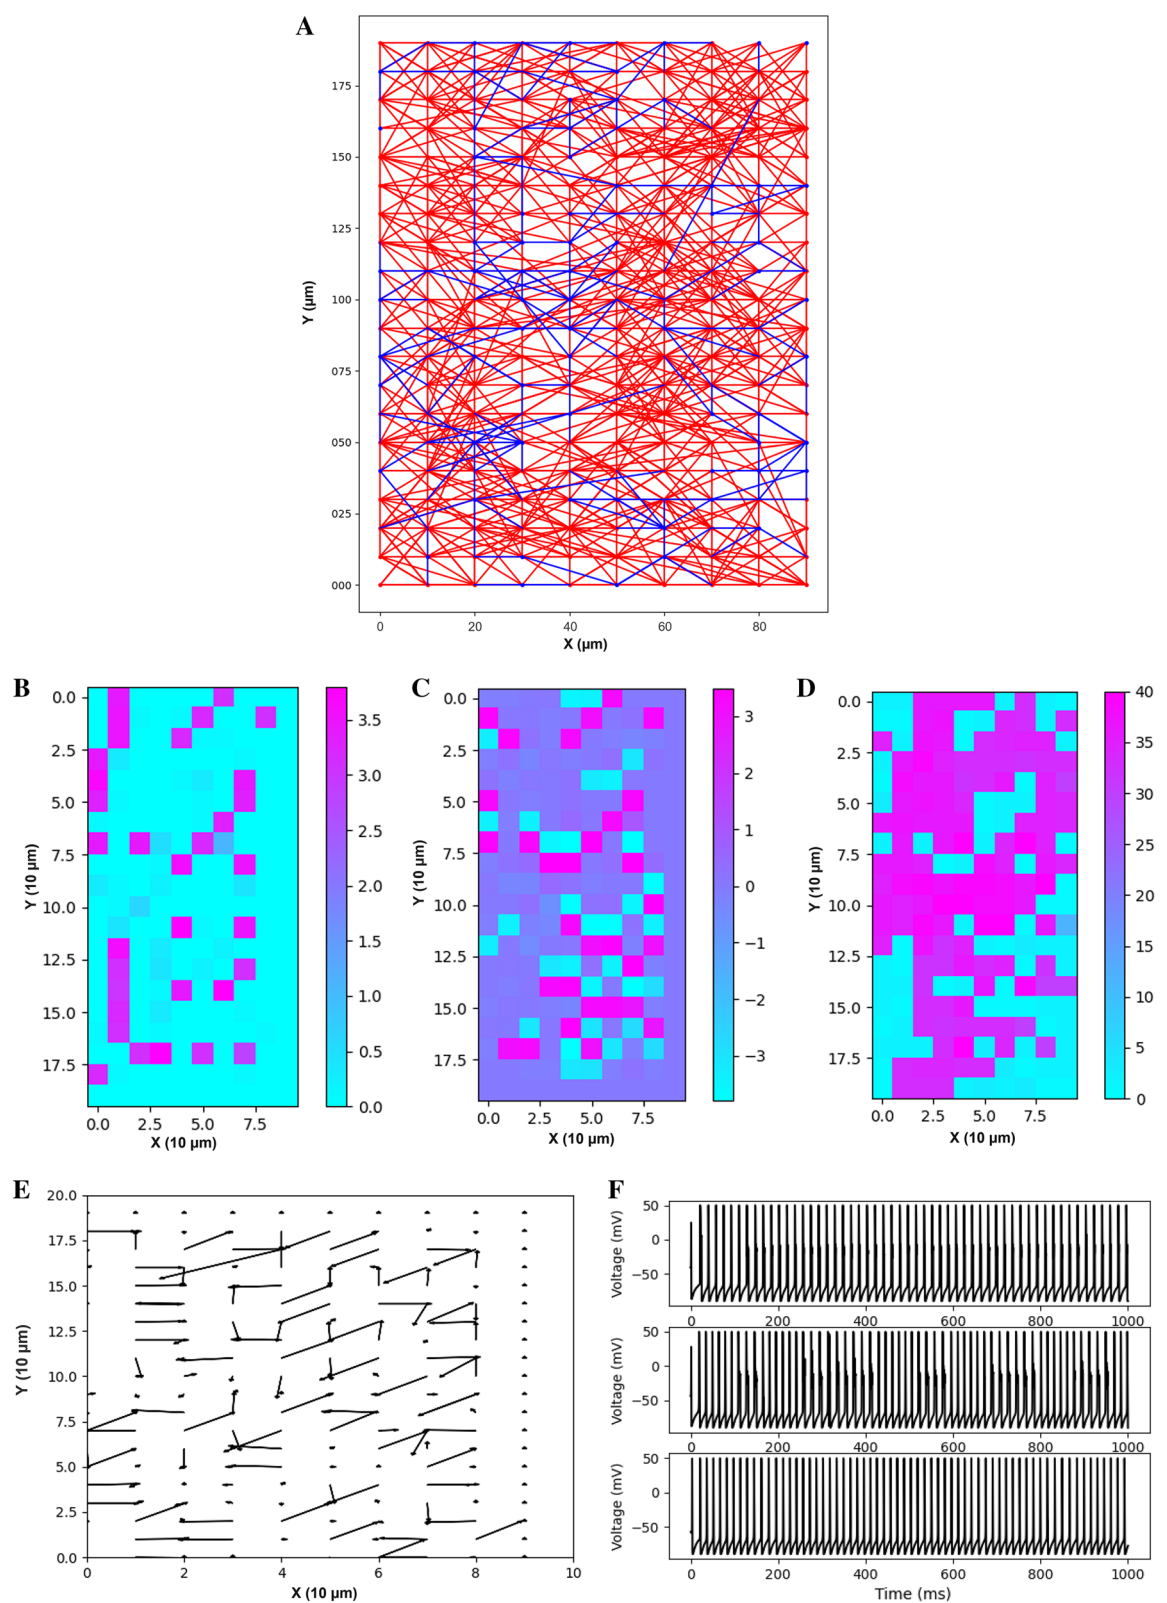 A
175
150
125
100
075
050
025
000
Y (µm)
0 20 40 60 80
X (µm)
B
0.0
2.5
5.0
7.5
10.0
12.5
15.0
17.5
Y (10 µm)
0.0 2.5 5.0 7.5
X (10 µm)
3.5
3.0
2.5
2.0
1.5
1.0
0.5
0.0
C
0.0
2.5
5.0
7.5
10.0
12.5
15.0
17.5
Y (10 µm)
0.0 2.5 5.0 7.5
X (10 µm)
3
2
1
0
−1
−2
−3
D
0.0
2.5
5.0
7.5
10.0
12.5
15.0
17.5
Y (10 µm)
0.0 2.5 5.0 7.5
X (10 µm)
40
35
30
25
20
15
10
5
0
E
20.0
17.5
15.0
12.5
10.0
7.5
5.0
2.5
0.0
Y (10 µm)
0 2 4 6 8 10
X (10 µm)
F
50
0
−50
Voltage (mV)
0 200 400 600 800 1000
50
0
−50
Voltage (mV)
0 200 400 600 800 1000
50
0
−50
Voltage (mV)
0 200 400 600 800 1000
Time (ms)